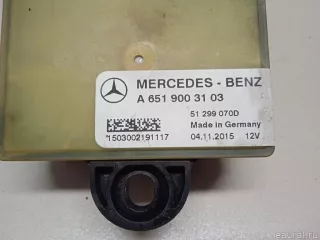 MERCEDES - BENZ
A 651 900 31 03
51 299 070D
Made in Germany
*1503002191117
04.11.2015 12V